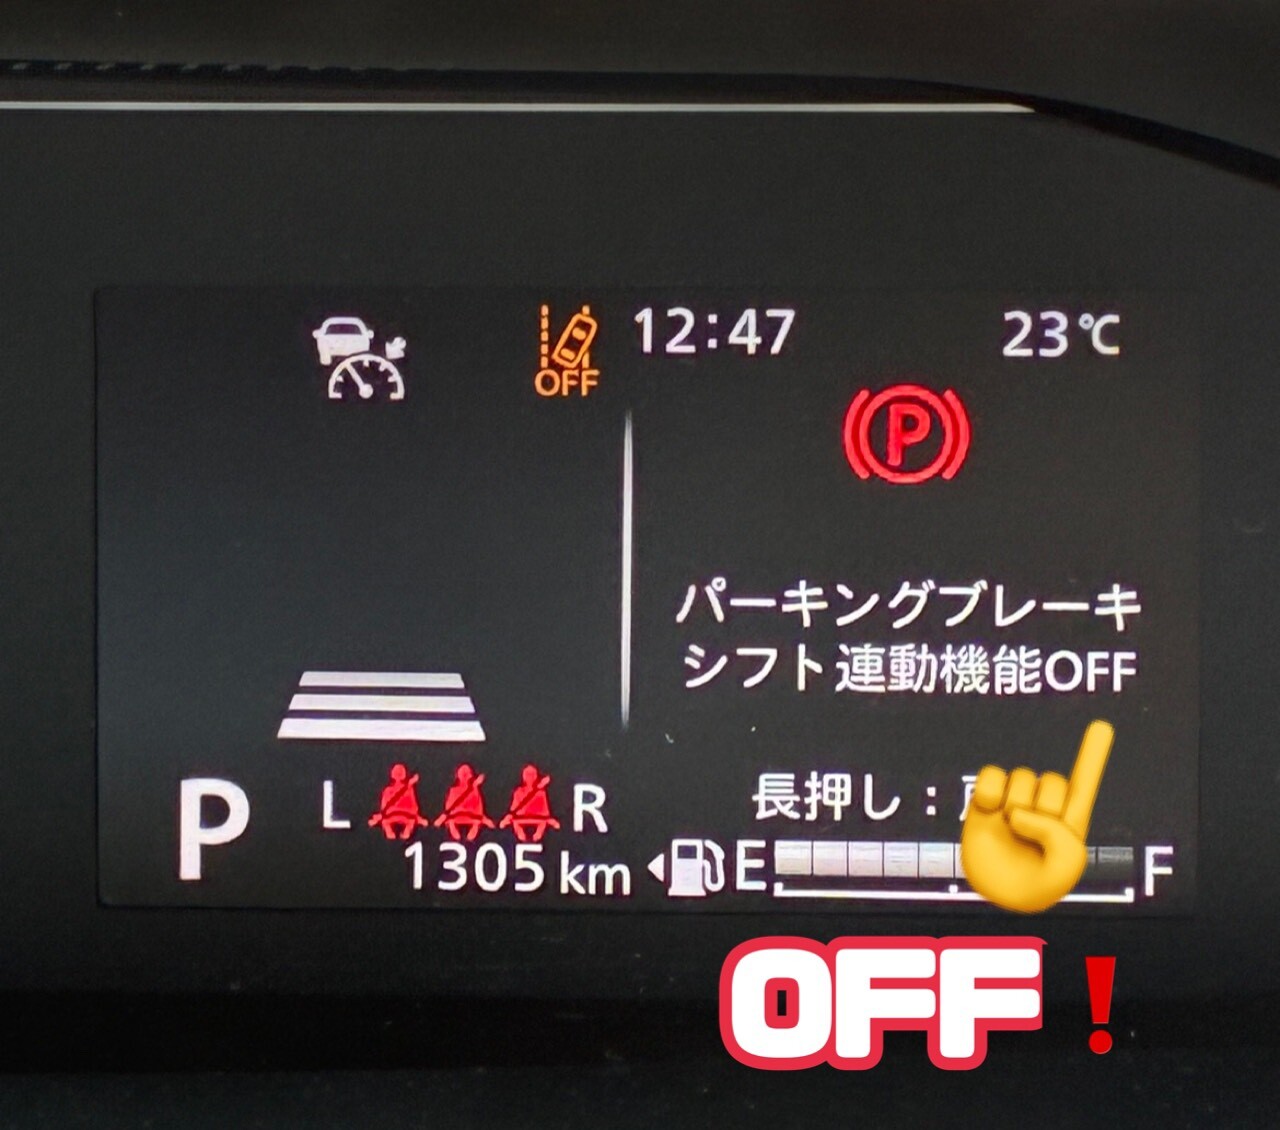 OFF
12:47
23℃
P
パーキングブレーキ
シフト連動機能OFF
P
L
R
長押し：
1305 km
E
F
OFF❗